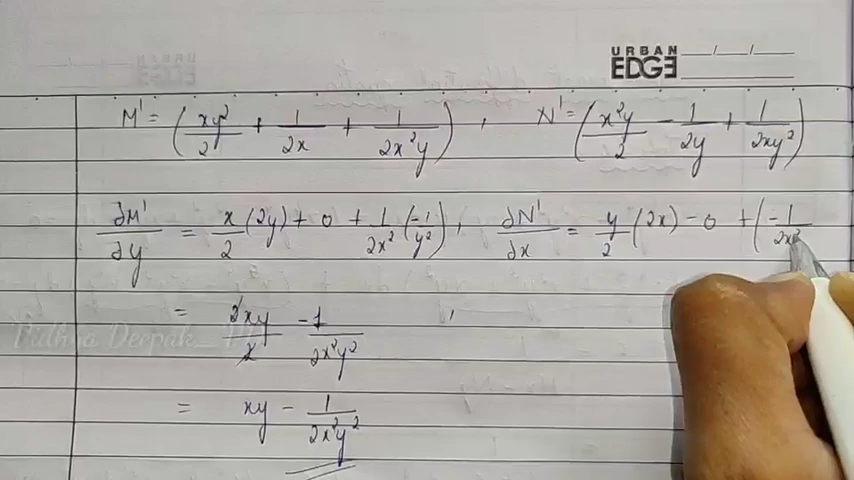 URBAN
EDGE
M' = (xy²/2 + 1/2x + 1/2x²y) , N' = (x²y/2 - 1/2y + 1/2xy²)
∂M'/∂y = x/2 (2y) + 0 + 1/2x² (-1/y²) , ∂N'/∂x = y/2 (2x) - 0 + (-1/2x²
= 2xy/2 - 1/2x²y² ,
= xy - 1/2x²y²
Deepak_